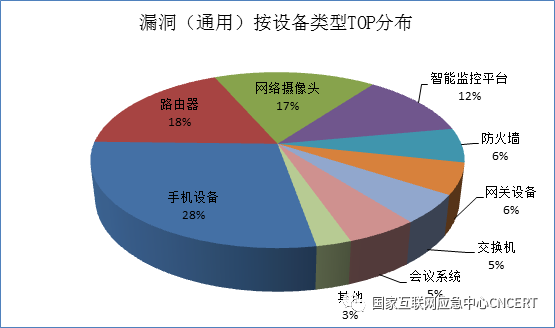 漏洞（通用）按设备类型TOP分布
网络摄像头
17%
智能监控平台
12%
路由器
18%
防火墙
6%
手机设备
28%
网关设备
6%
交换机
5%
会议系统
5%
其他
3%
国家互联网应急中心CNCERT